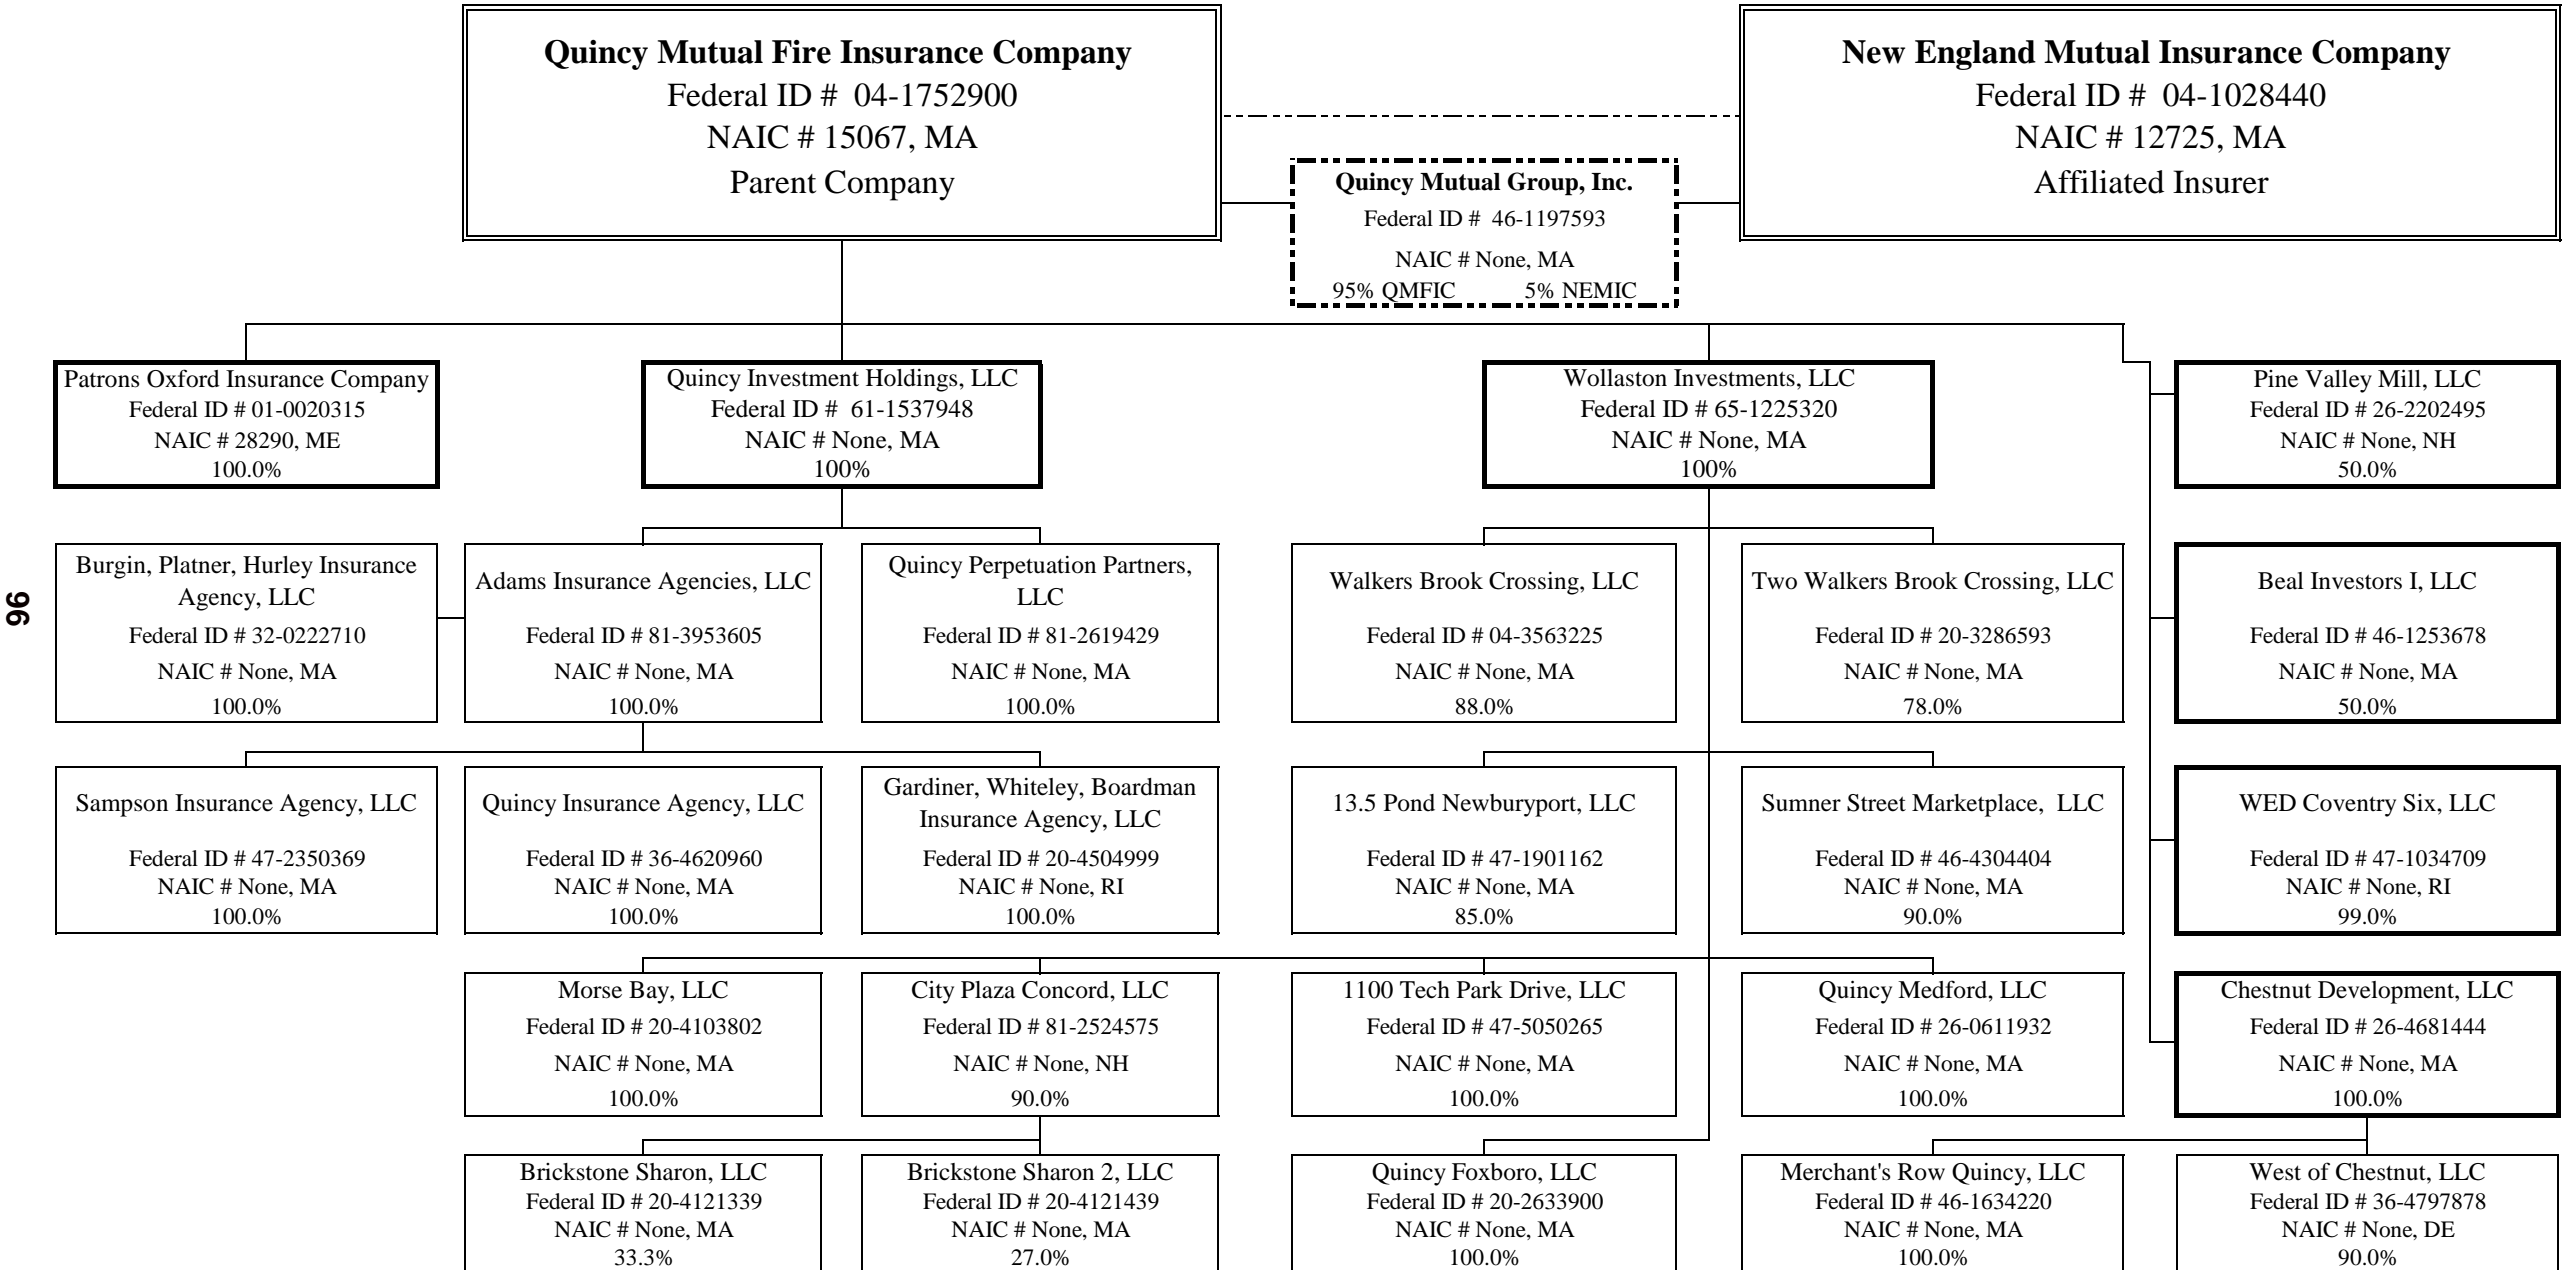 Quincy Mutual Fire Insurance Company
Federal ID # 04-1752900
NAIC # 15067, MA
Parent Company
New England Mutual Insurance Company
Federal ID # 04-1028440
NAIC # 12725, MA
Affiliated Insurer
Quincy Mutual Group, Inc.
Federal ID # 46-1197593
NAIC # None, MA
95% QMFIC 5% NEMIC
Patrons Oxford Insurance Company
Federal ID # 01-0020315
NAIC # 28290, ME
100.0%
Quincy Investment Holdings, LLC
Federal ID # 61-1537948
NAIC # None, MA
100%
Wollaston Investments, LLC
Federal ID # 65-1225320
NAIC # None, MA
100%
Pine Valley Mill, LLC
Federal ID # 26-2202495
NAIC # None, NH
50.0%
96
Burgin, Platner, Hurley Insurance
Agency, LLC
Federal ID # 32-0222710
NAIC # None, MA
100.0%
Adams Insurance Agencies, LLC
Federal ID # 81-3953605
NAIC # None, MA
100.0%
Quincy Perpetuation Partners,
LLC
Federal ID # 81-2619429
NAIC # None, MA
100.0%
Walkers Brook Crossing, LLC
Federal ID # 04-3563225
NAIC # None, MA
88.0%
Two Walkers Brook Crossing, LLC
Federal ID # 20-3286593
NAIC # None, MA
78.0%
Beal Investors I, LLC
Federal ID # 46-1253678
NAIC # None, MA
50.0%
Sampson Insurance Agency, LLC
Federal ID # 47-2350369
NAIC # None, MA
100.0%
Quincy Insurance Agency, LLC
Federal ID # 36-4620960
NAIC # None, MA
100.0%
Gardiner, Whiteley, Boardman
Insurance Agency, LLC
Federal ID # 20-4504999
NAIC # None, RI
100.0%
13.5 Pond Newburyport, LLC
Federal ID # 47-1901162
NAIC # None, MA
85.0%
Sumner Street Marketplace, LLC
Federal ID # 46-4304404
NAIC # None, MA
90.0%
WED Coventry Six, LLC
Federal ID # 47-1034709
NAIC # None, RI
99.0%
Morse Bay, LLC
Federal ID # 20-4103802
NAIC # None, MA
100.0%
City Plaza Concord, LLC
Federal ID # 81-2524575
NAIC # None, NH
90.0%
1100 Tech Park Drive, LLC
Federal ID # 47-5050265
NAIC # None, MA
100.0%
Quincy Medford, LLC
Federal ID # 26-0611932
NAIC # None, MA
100.0%
Chestnut Development, LLC
Federal ID # 26-4681444
NAIC # None, MA
100.0%
Brickstone Sharon, LLC
Federal ID # 20-4121339
NAIC # None, MA
33.3%
Brickstone Sharon 2, LLC
Federal ID # 20-4121439
NAIC # None, MA
27.0%
Quincy Foxboro, LLC
Federal ID # 20-2633900
NAIC # None, MA
100.0%
Merchant's Row Quincy, LLC
Federal ID # 46-1634220
NAIC # None, MA
100.0%
West of Chestnut, LLC
Federal ID # 36-4797878
NAIC # None, DE
90.0%